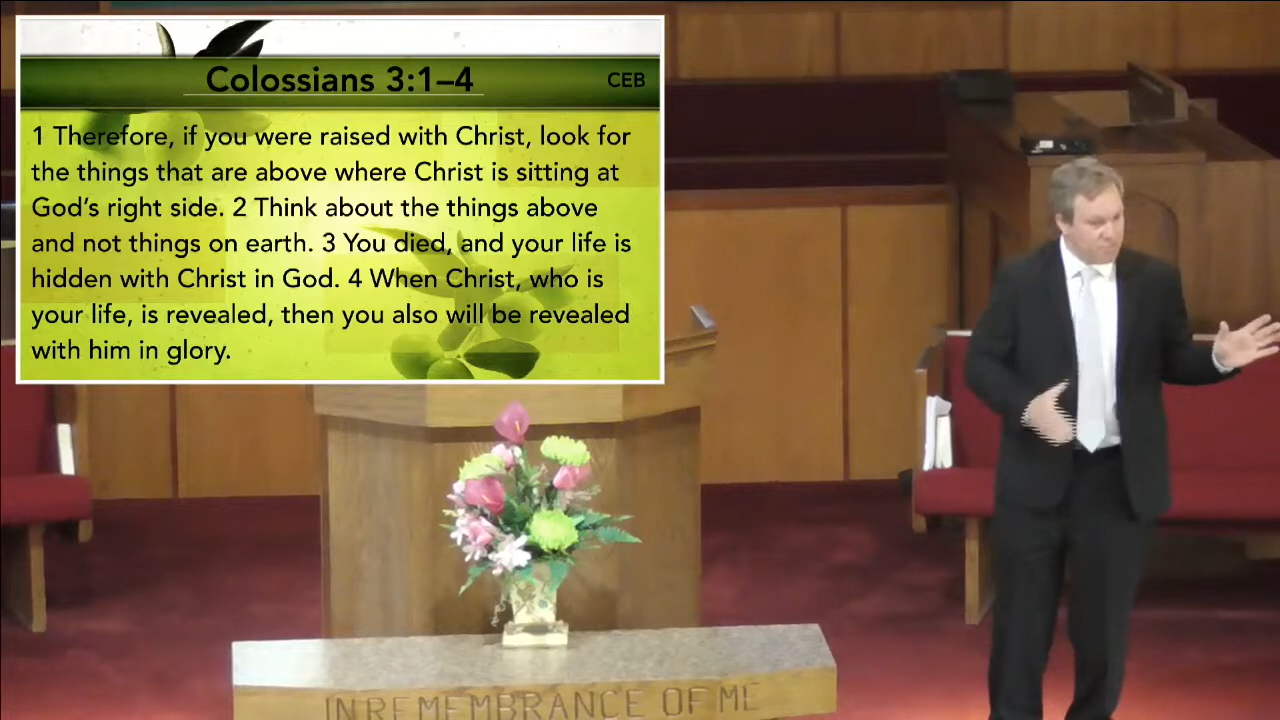 Colossians 3:1–4
CEB
1 Therefore, if you were raised with Christ, look for
the things that are above where Christ is sitting at
God's right side. 2 Think about the things above
and not things on earth. 3 You died, and your life is
hidden with Christ in God. 4 When Christ, who is
your life, is revealed, then you also will be revealed
with him in glory.
IN REMEMBRANCE OF ME